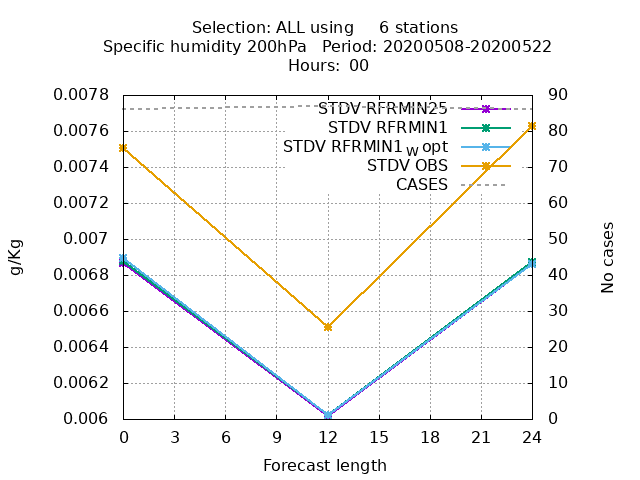 Selection: ALL using     6 stations
Specific humidity 200hPa   Period: 20200508-20200522
Hours: 00
0.0078
0.0076
0.0074
0.0072
0.007
0.0068
0.0066
0.0064
0.0062
0.006
90
80
70
60
50
40
30
20
10
0
STDV RFRMIN25
STDV RFRMIN1
STDV RFRMIN1_W opt
STDV OBS
CASES
g/Kg
No cases
0 3 6 9 12 15 18 21 24
Forecast length